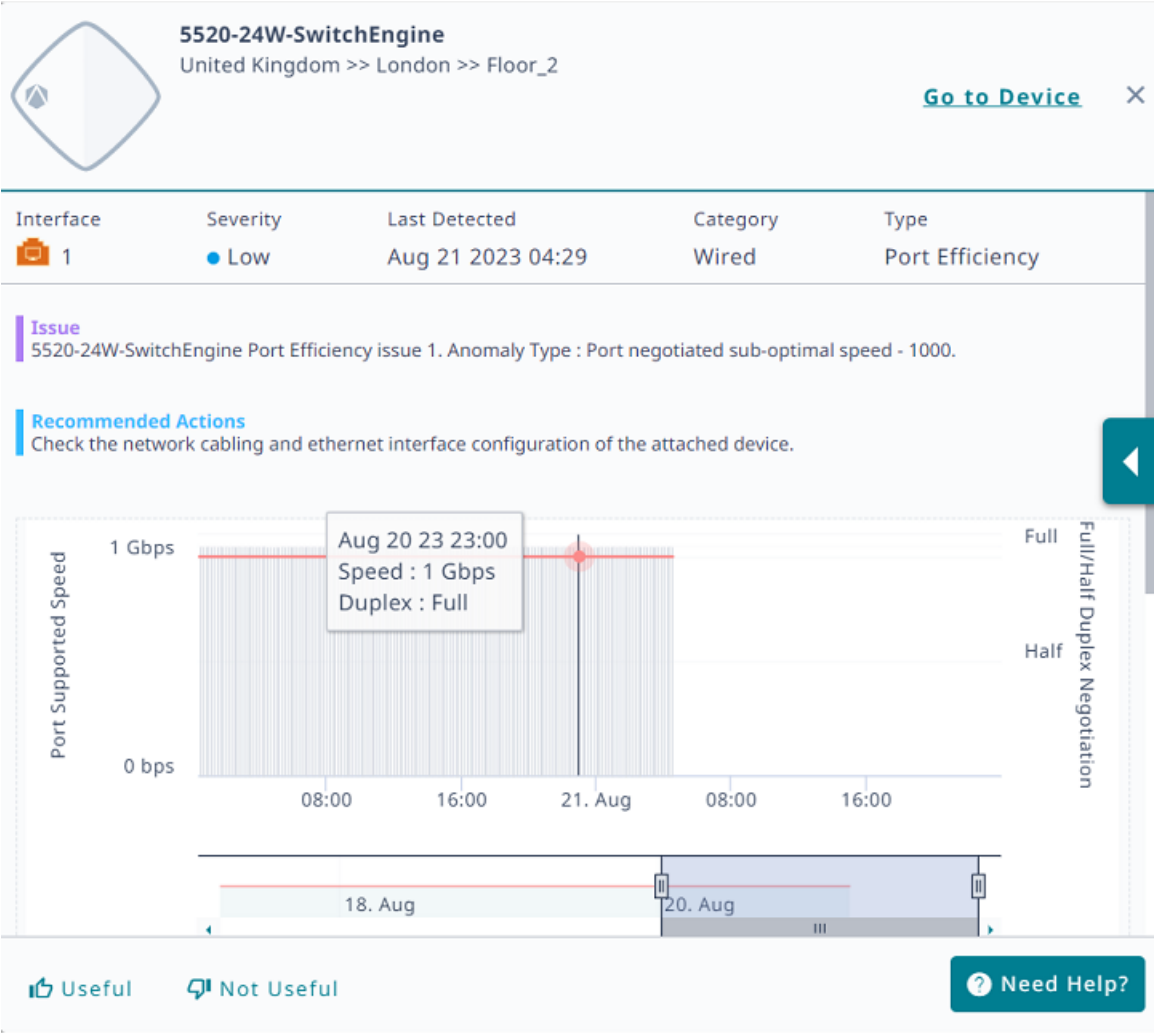 5520-24W-SwitchEngine
United Kingdom >> London >> Floor_2
Go to Device
Interface Severity Last Detected Category Type
1 Low Aug 21 2023 04:29 Wired Port Efficiency
Issue
5520-24W-SwitchEngine Port Efficiency issue 1. Anomaly Type : Port negotiated sub-optimal speed - 1000.
Recommended Actions
Check the network cabling and ethernet interface configuration of the attached device.
Port Supported Speed
1 Gbps
0 bps
Aug 20 23 23:00
Speed : 1 Gbps
Duplex : Full
Full
Half
Full/Half Duplex Negotiation
08:00 16:00 21. Aug 08:00 16:00
18. Aug 20. Aug
Useful Not Useful
Need Help?